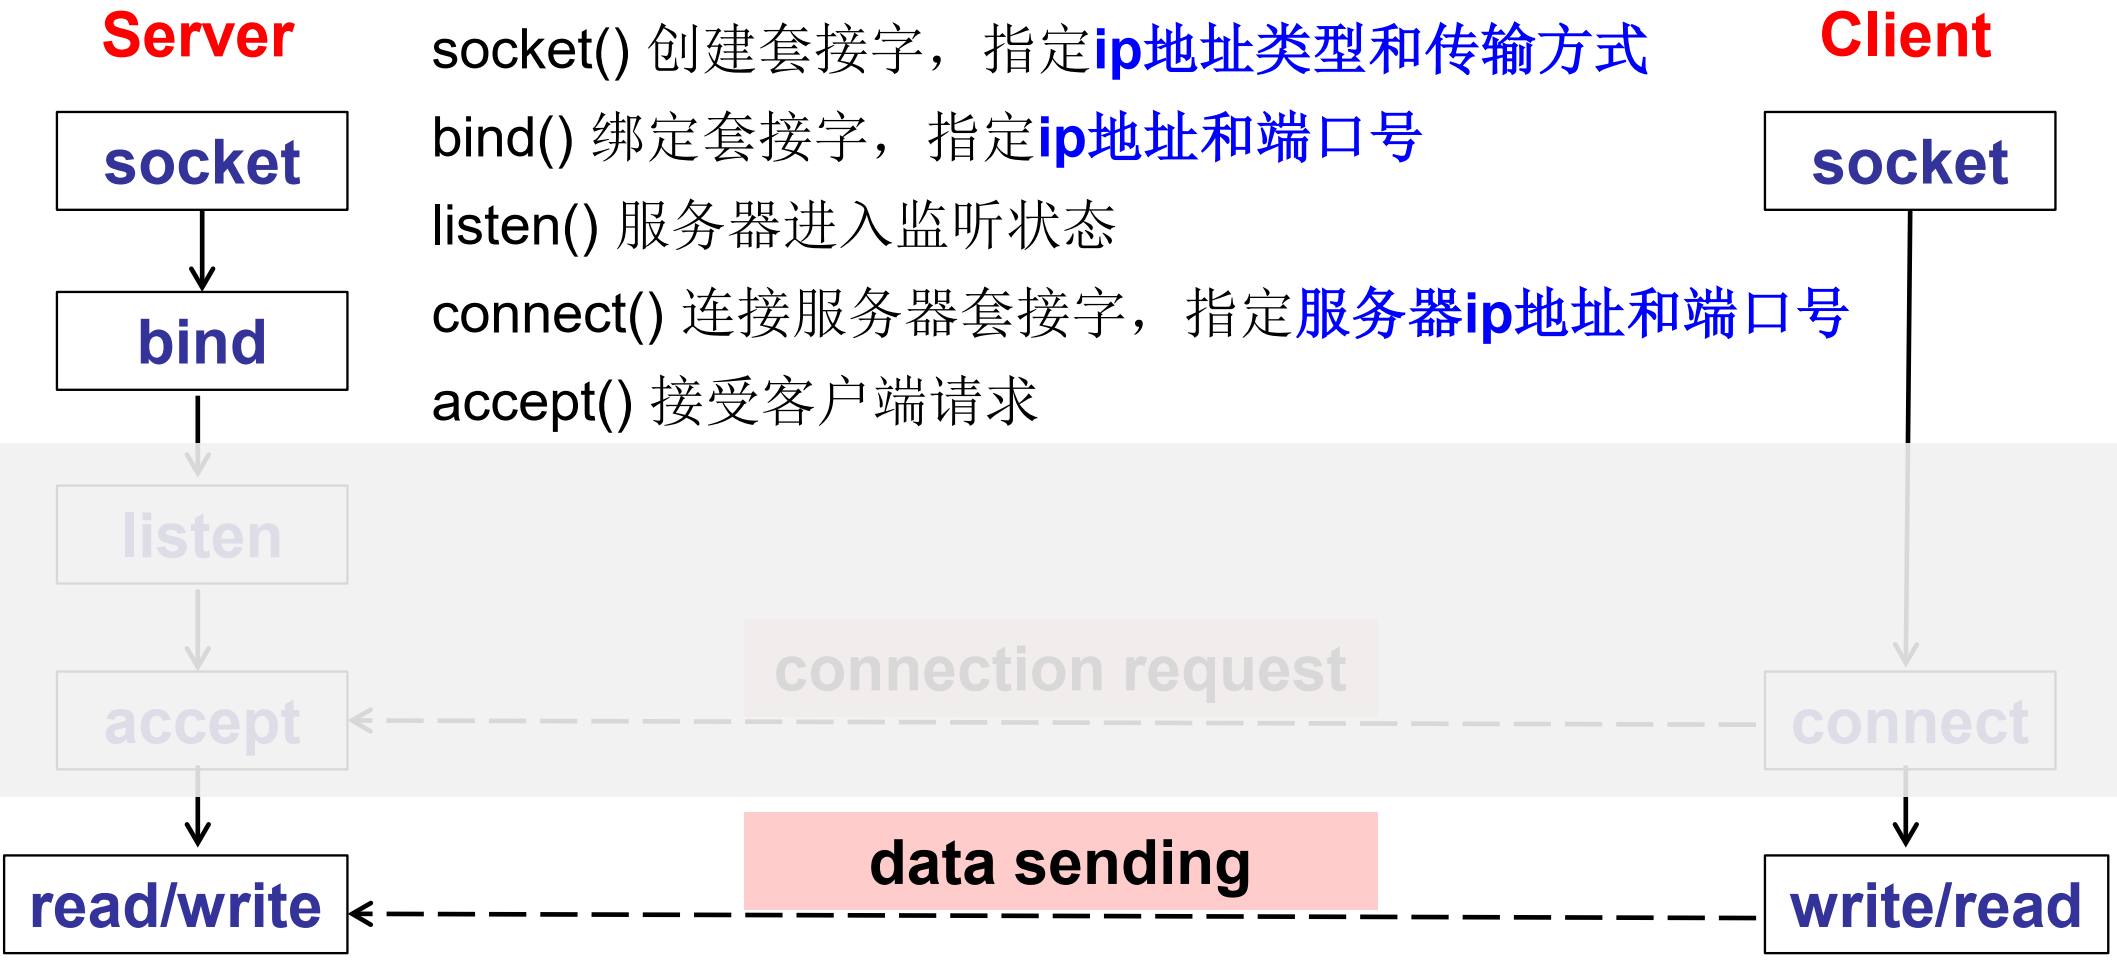 Server
socket() 创建套接字，指定ip地址类型和传输方式
Client
socket
bind() 绑定套接字，指定ip地址和端口号
socket
listen() 服务器进入监听状态
bind
connect() 连接服务器套接字，指定服务器ip地址和端口号
accept() 接受客户端请求
listen
connection request
accept
connect
data sending
read/write
write/read